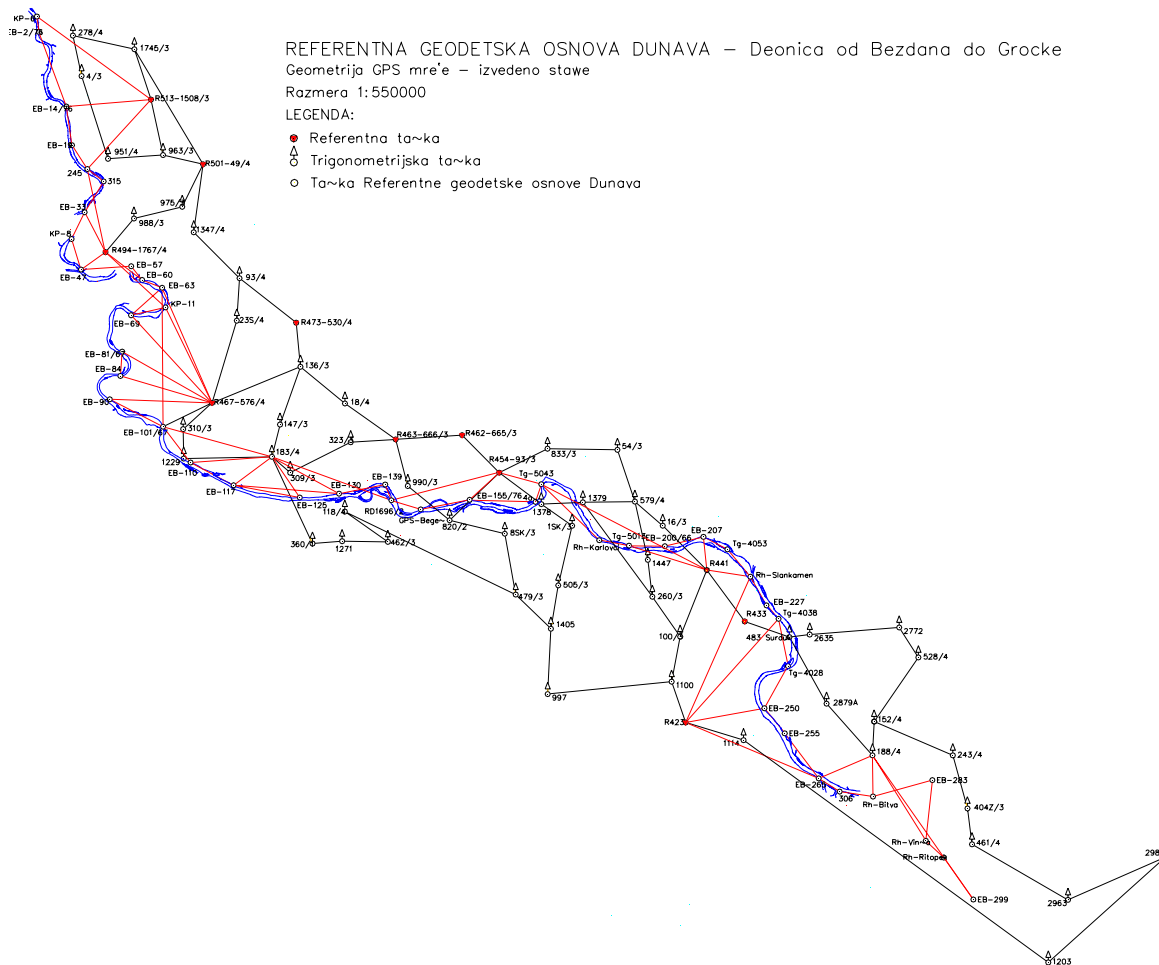 KP-6
EB-2/78
278/4
1745/3
REFERENTNA GEODETSKA OSNOVA DUNAVA – Deonica od Bezdana do Grocke
Geometrija GPS mre'e – izvedeno stawe
Razmera 1:550000
LEGENDA:
Referentna ta~ka
Trigonometrijska ta~ka
Ta~ka Referentne geodetske osnove Dunava
4/3
R513-1508/3
EB-14/76
951/4
963/3
R501-49/4
245
315
EB-33
988/3
1347/4
KP-8
R494-1767/4
EB-47
EB-57
EB-60
EB-63
93/4
KP-11
EB-69
235/4
R473-530/4
EB-81/67
EB-84
136/3
EB-90
R467-576/4
18/4
EB-101/67
310/3
147/3
323/3
R463-666/3
R462-665/3
833/3
54/3
1229
EB-110
183/4
309/3
R454-93/3
Tg-5043
EB-117
EB-125
EB-130
EB-139
990/3
EB-155/76
1378
1379
579/4
118/4
RD1696/2
GPS-Bege~
820/2
8SK/3
1SK/3
16/3
EB-207
Tg-4053
360/1
1271
462/3
Rh-Karlovci
Tg-5013
EB-200/66
1447
R441
Rh-Slankamen
479/3
505/3
260/3
EB-227
Tg-4038
1405
100/3
R433
483 Surduk
2635
2772
528/4
Tg-4028
997
1100
2879A
EB-250
R423
1114
EB-255
152/4
188/4
243/4
306
Rh-Bitva
EB-283
404Z/3
Rh-Vin~a
461/4
Rh-Ritopek
298
EB-299
2963
1203